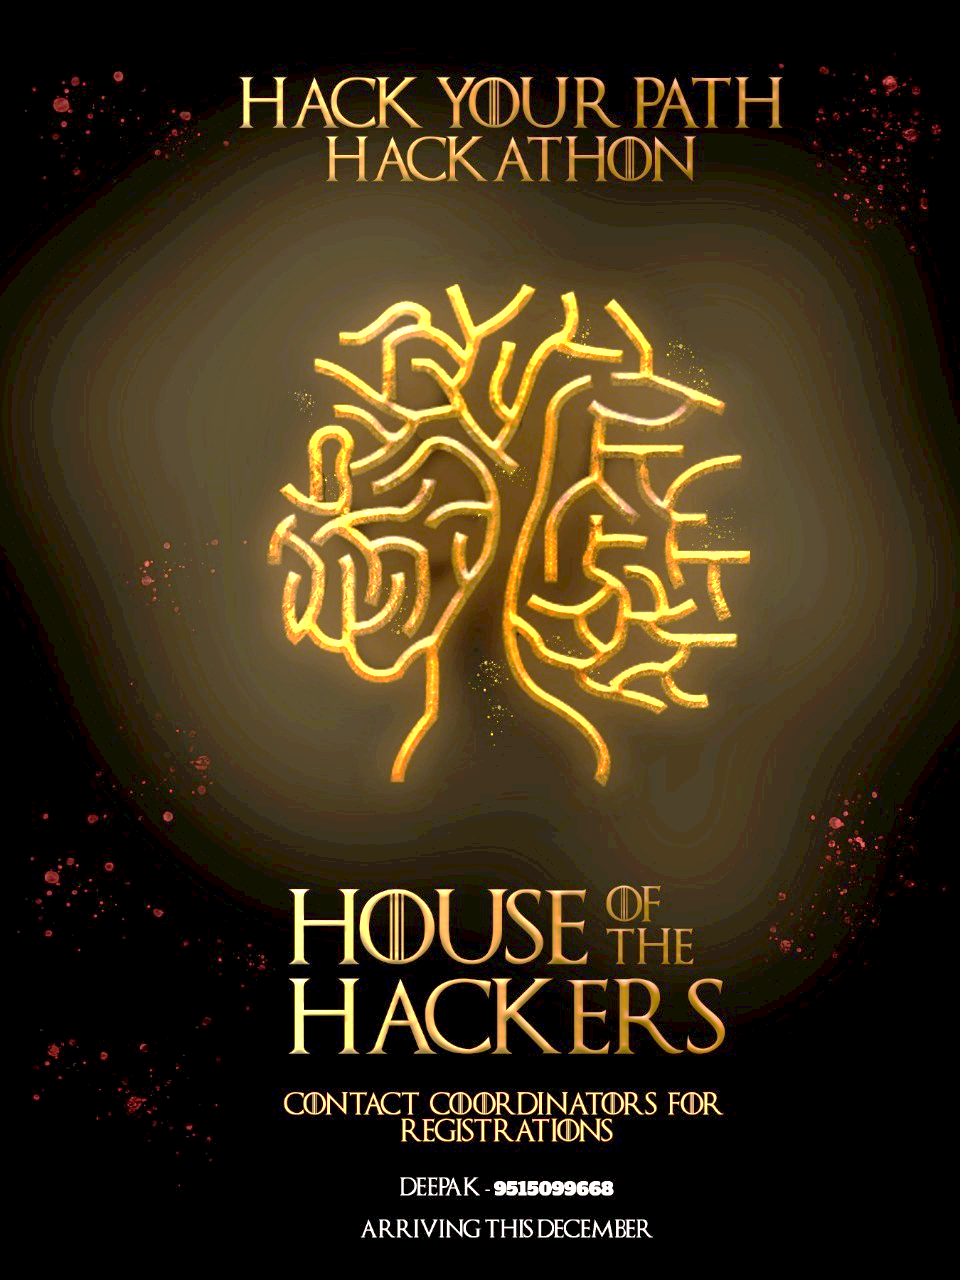 HACK YOUR PATH
HACKATHON
HOUSE OF THE
HACKERS
CONTACT COORDINATORS FOR
REGISTRATIONS
DEEPAK - 9515099668
ARRIVING THIS DECEMBER